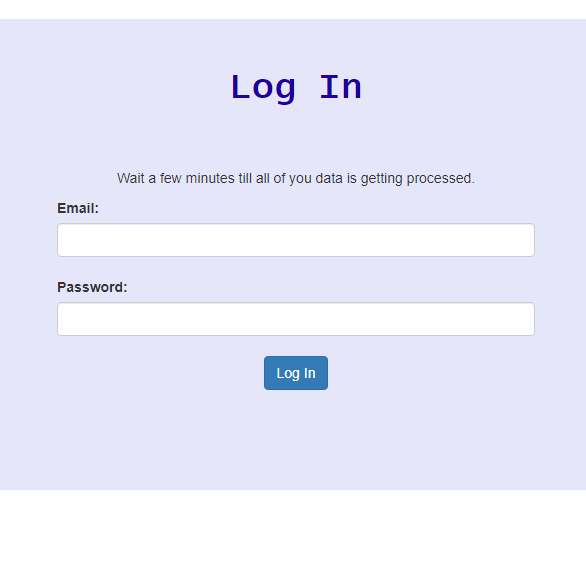 Log In
Wait a few minutes till all of you data is getting processed.
Email:
Password:
Log In